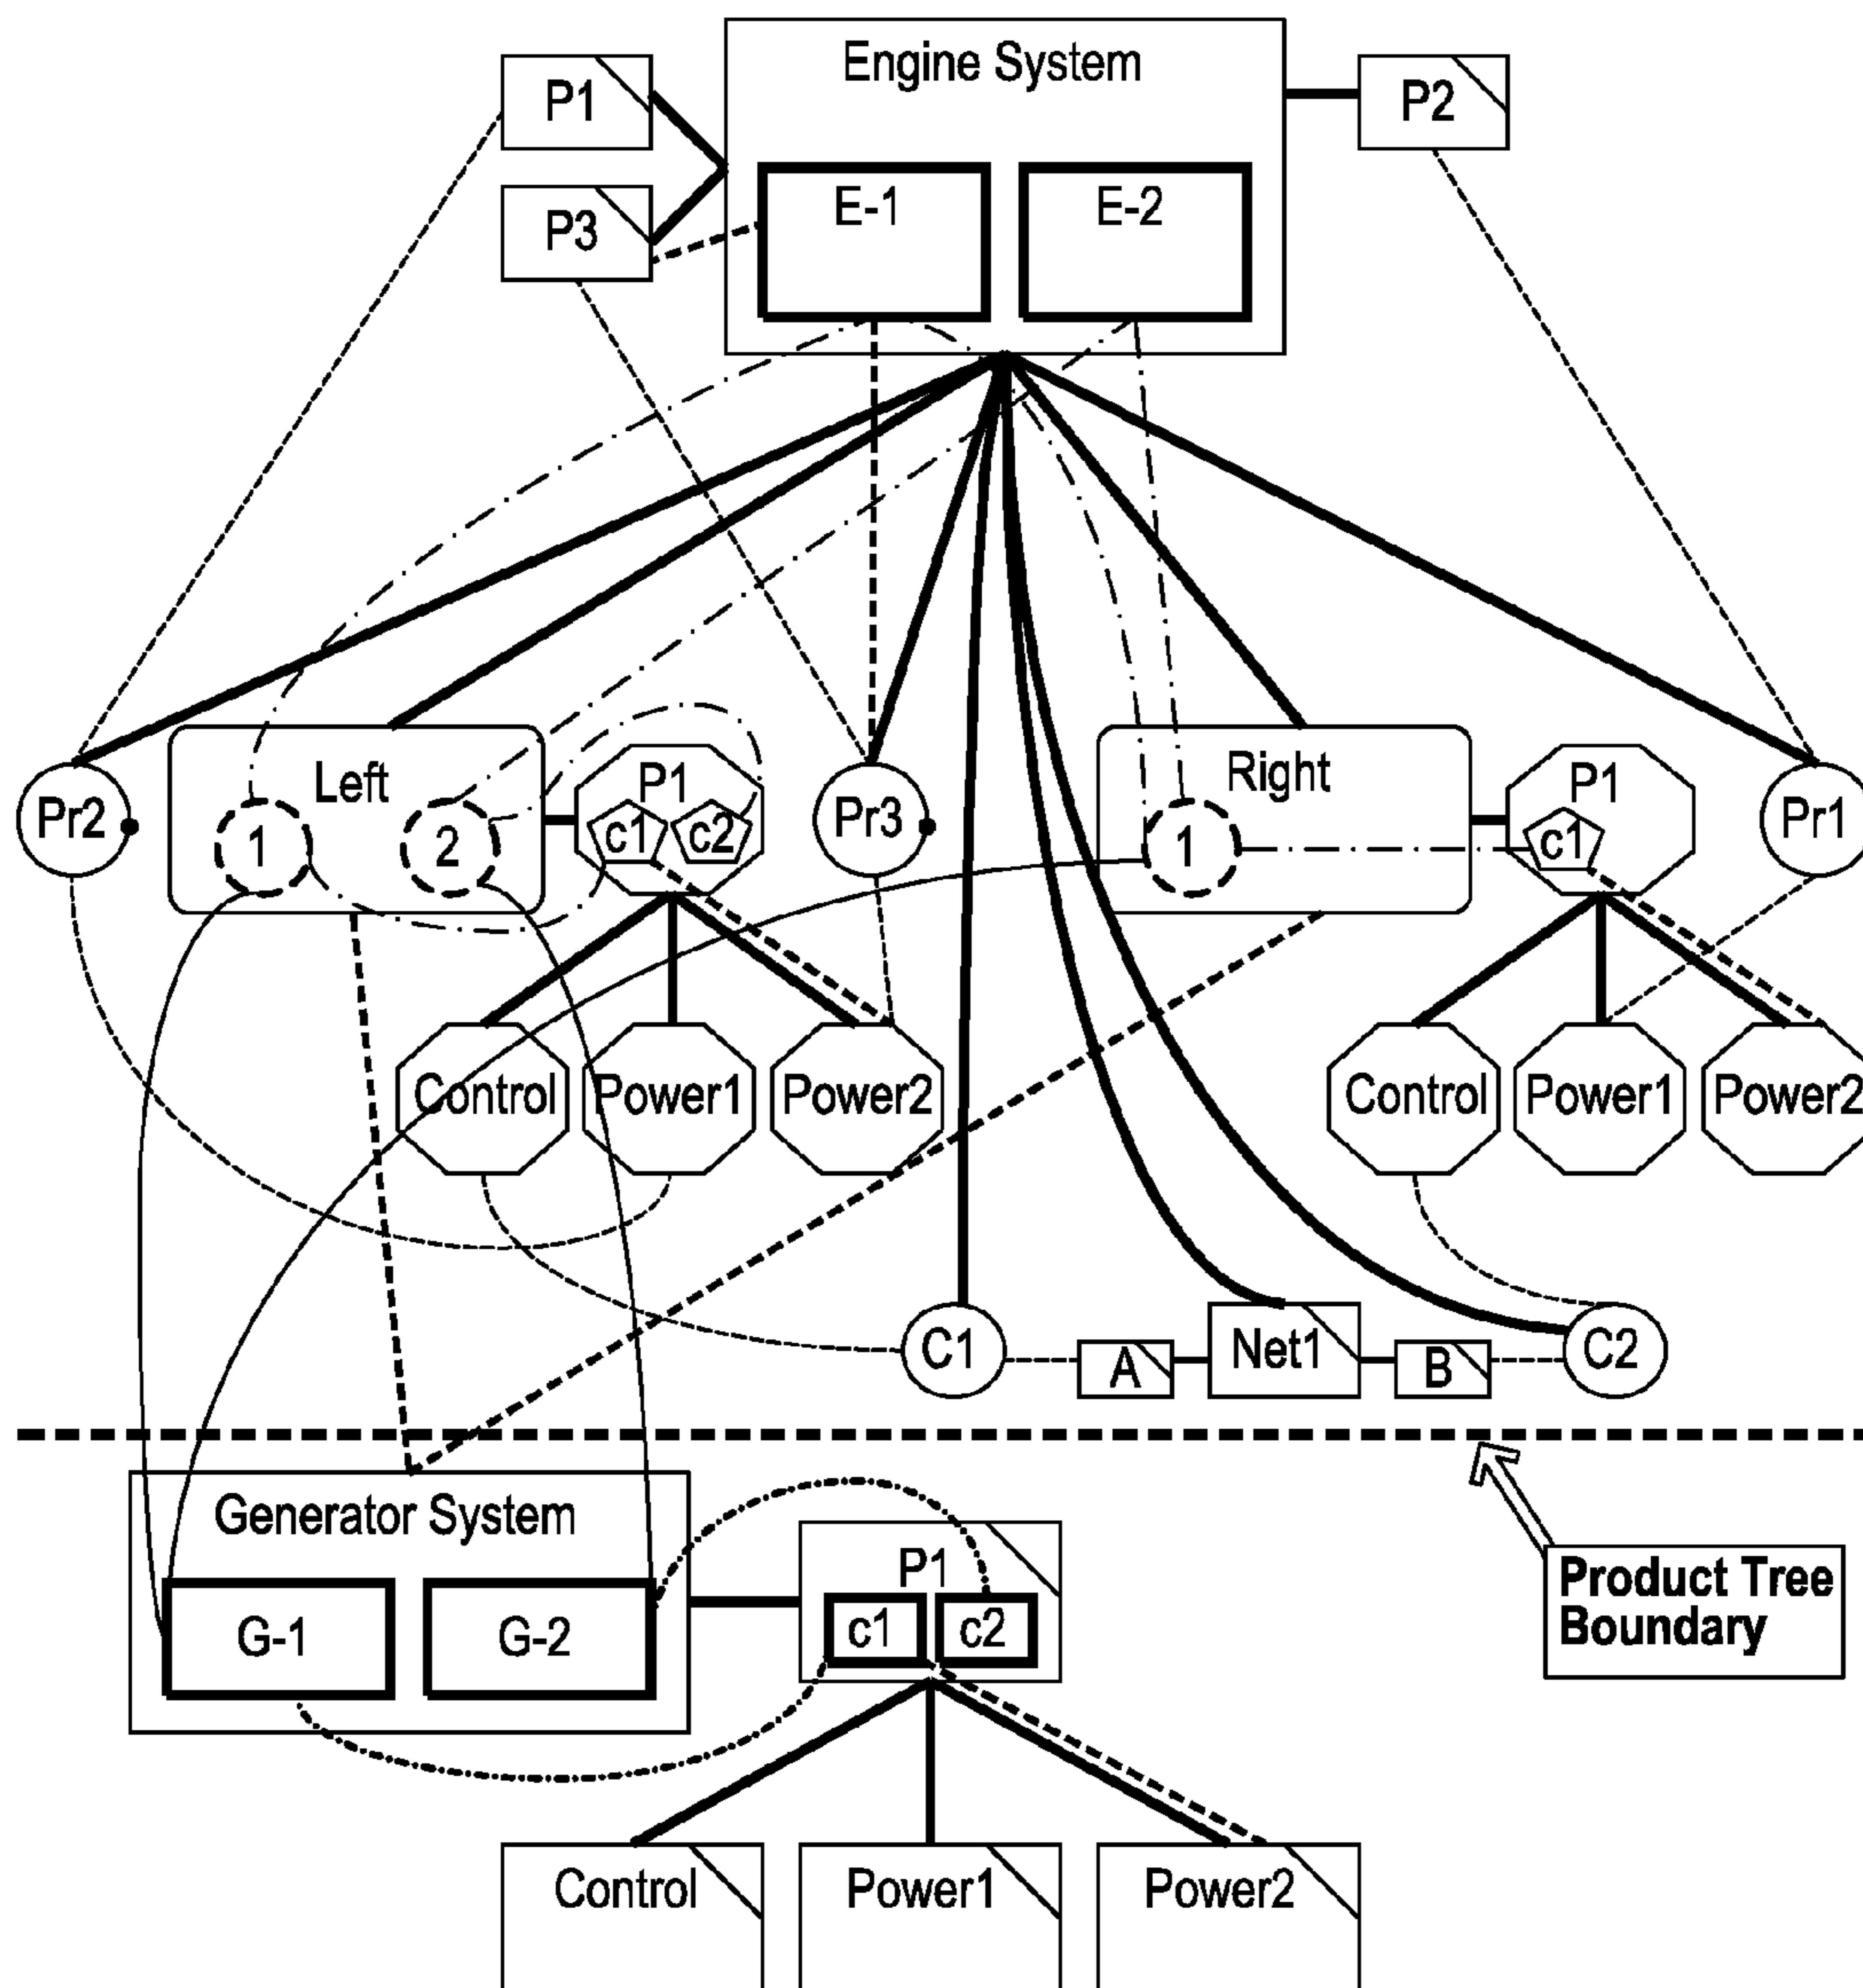 Engine System
P1
P2
P3
E-1
E-2
Left
P1
Right
P1
Pr2
1
2
c1
c2
Pr3
1
c1
Pr1
Control
Power1
Power2
Control
Power1
Power2
C1
A
Net1
B
C2
Generator System
P1
G-1
G-2
c1
c2
Product Tree
Boundary
Control
Power1
Power2